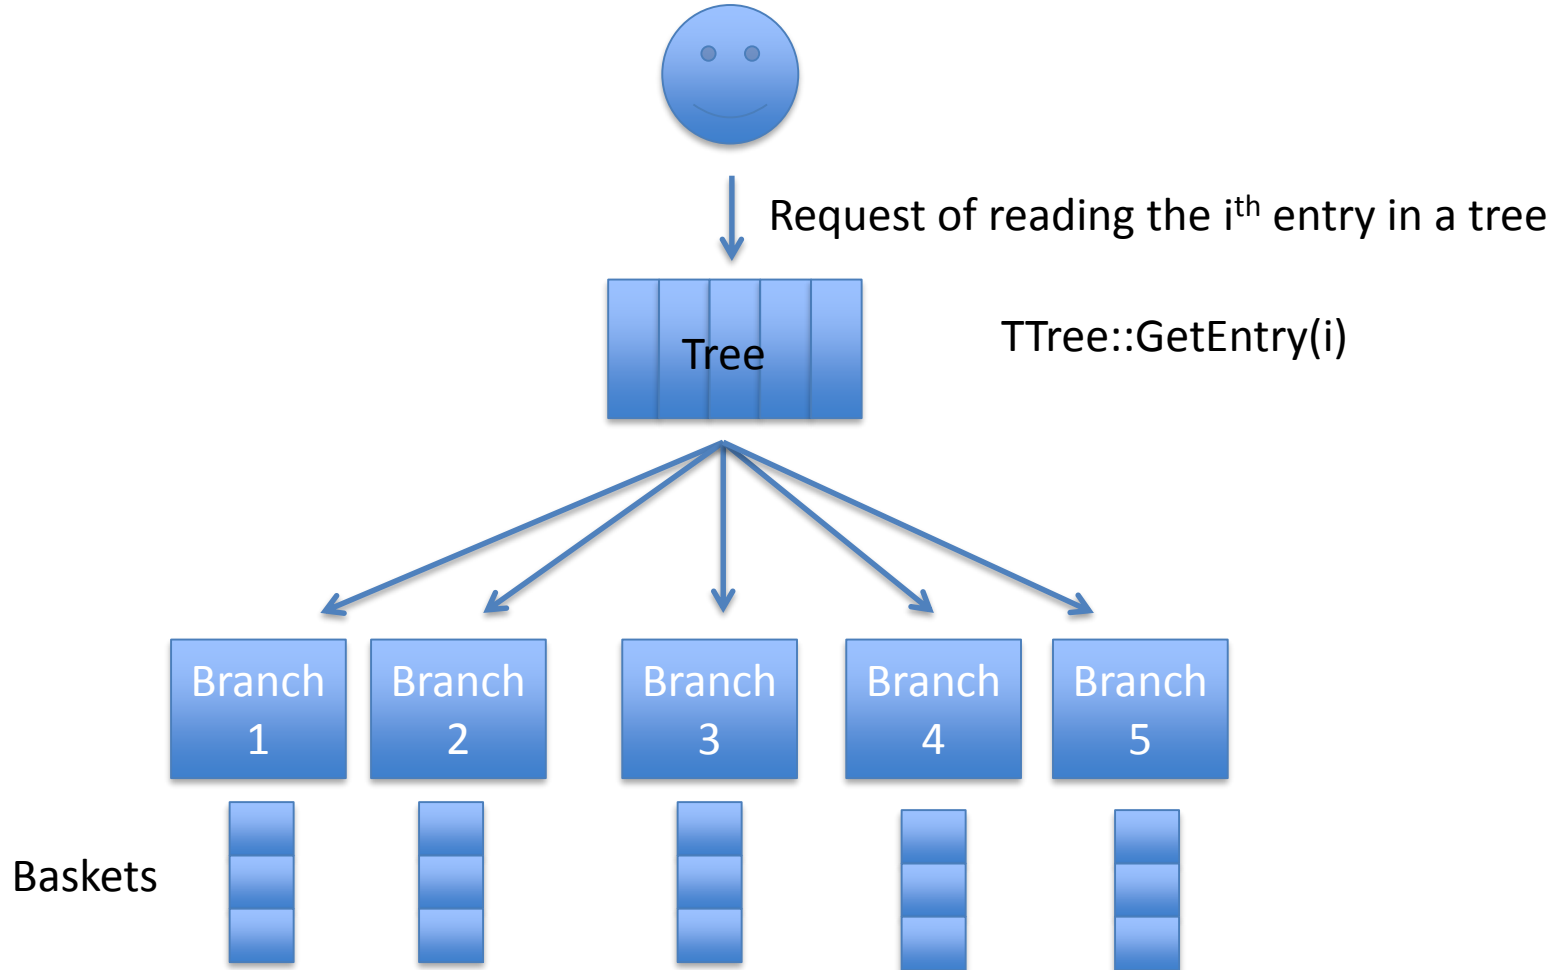 Request of reading the ith entry in a tree
Tree
TTree::GetEntry(i)
Branch
1
Branch
2
Branch
3
Branch
4
Branch
5
Baskets